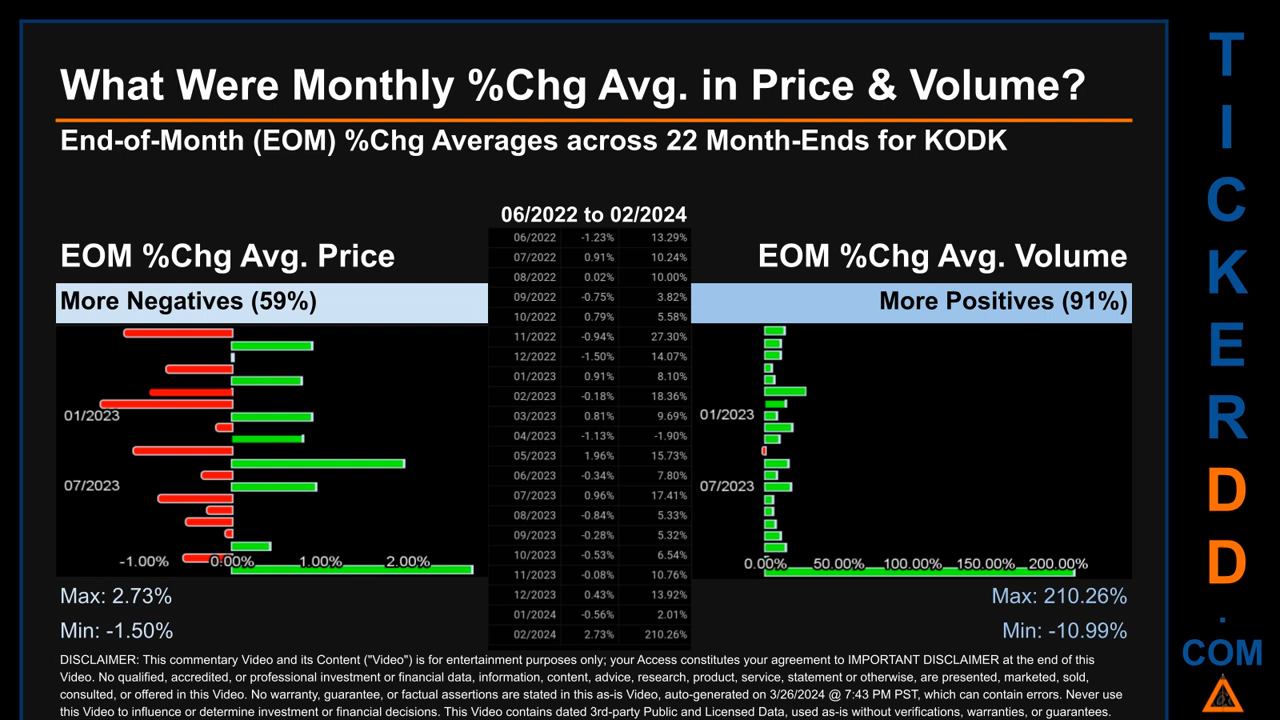 What Were Monthly %Chg Avg. in Price & Volume?
End-of-Month (EOM) %Chg Averages across 22 Month-Ends for KODK
06/2022 to 02/2024
EOM %Chg Avg. Price
EOM %Chg Avg. Volume
More Negatives (59%)
More Positives (91%)
06/2022 -1.23% 13.29%
07/2022 0.91% 10.24%
08/2022 0.02% 10.00%
09/2022 -0.75% 3.82%
10/2022 0.79% 5.58%
11/2022 -0.94% 27.30%
12/2022 -1.50% 14.07%
01/2023 0.91% 8.10%
02/2023 -0.18% 18.36%
03/2023 0.81% 9.69%
04/2023 -1.13% -1.90%
05/2023 1.96% 15.73%
06/2023 -0.34% 7.80%
07/2023 0.96% 17.41%
08/2023 -0.84% 5.33%
09/2023 -0.28% 5.32%
10/2023 -0.53% 6.54%
11/2023 -0.08% 10.76%
12/2023 0.43% 13.92%
01/2024 -0.56% 2.01%
02/2024 2.73% 210.26%
01/2023
07/2023
-1.00% 0.00% 1.00% 2.00%
01/2023
07/2023
0.00% 50.00% 100.00% 150.00% 200.00%
Max: 2.73%
Min: -1.50%
Max: 210.26%
Min: -10.99%
DISCLAIMER: This commentary Video and its Content ("Video") is for entertainment purposes only; your Access constitutes your agreement to IMPORTANT DISCLAIMER at the end of this
Video. No qualified, accredited, or professional investment or financial data, information, content, advice, research, product, service, statement or otherwise, are presented, marketed, sold,
consulted, or offered in this Video. No warranty, guarantee, or factual assertions are stated in this as-is Video, auto-generated on 3/26/2024 @ 7:43 PM PST, which can contain errors. Never use
this Video to influence or determine investment or financial decisions. This Video contains dated 3rd-party Public and Licensed Data, used as-is without verifications, warranties, or guarantees.
T
I
C
K
E
R
D
D
.
COM